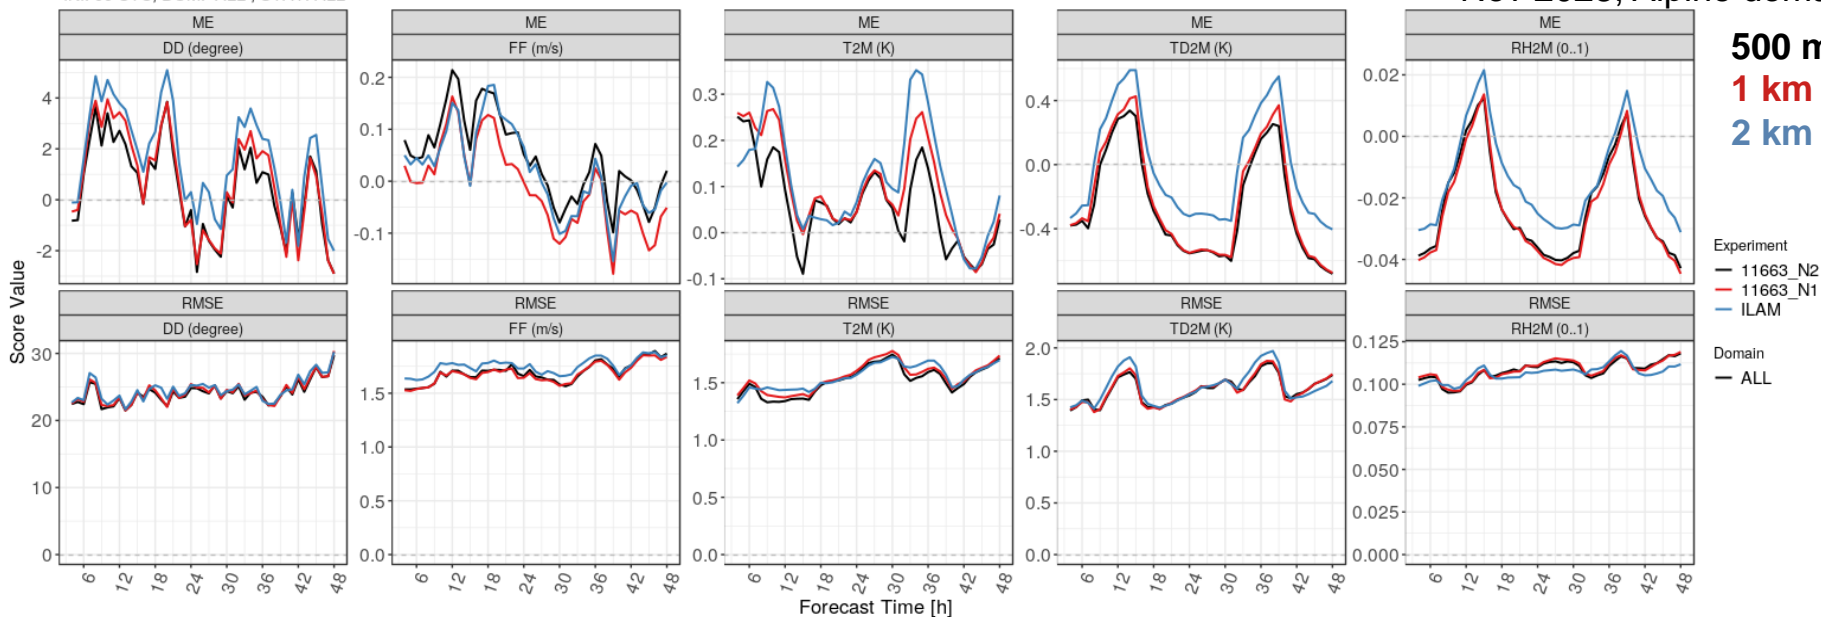 ME ME ME ME ME
DD (degree) FF (m/s) T2M (K) TD2M (K) RH2M (0..1)
500 m
1 km
2 km
4
2
0
-2
0.2
0.1
0.0
-0.1
0.3
0.2
0.1
0.0
-0.1
0.4
0.0
-0.4
0.02
0.00
-0.02
-0.04
Score Value
RMSE RMSE RMSE RMSE RMSE
DD (degree) FF (m/s) T2M (K) TD2M (K) RH2M (0..1)
30
20
10
0
1.5
1.0
0.5
0.0
1.5
1.0
0.5
0.0
2.0
1.5
1.0
0.5
0.0
0.125
0.100
0.075
0.050
0.025
0.000
6 12 18 24 30 36 42 48
6 12 18 24 30 36 42 48
6 12 18 24 30 36 42 48
6 12 18 24 30 36 42 48
6 12 18 24 30 36 42 48
Forecast Time [h]
Experiment
11663_N2
11663_N1
ILAM
Domain
ALL